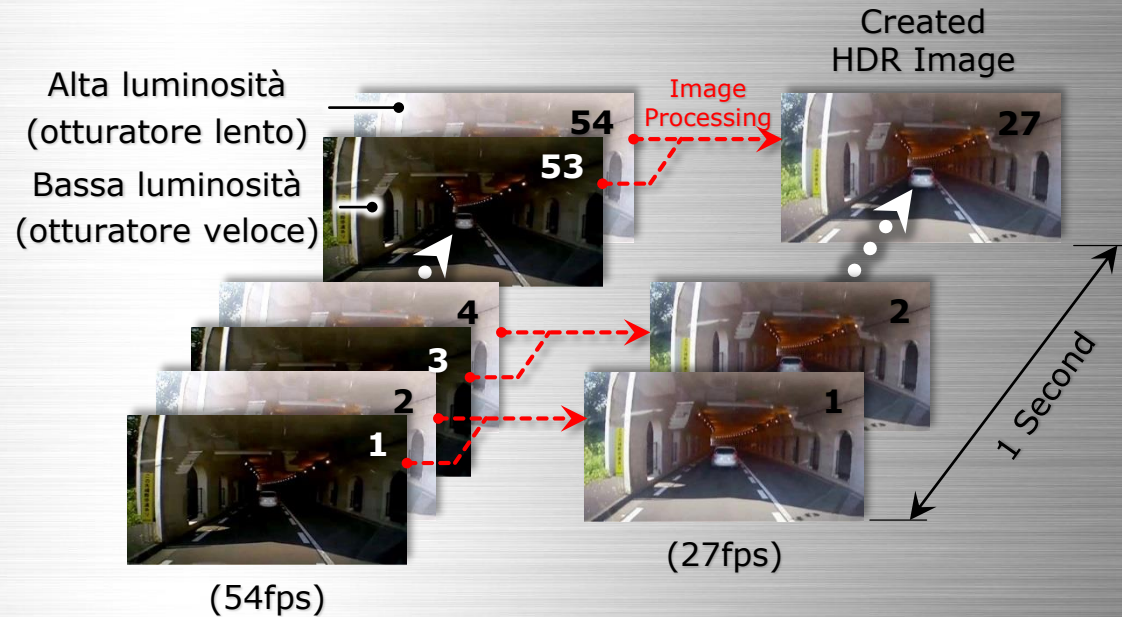 Created
HDR Image
Alta luminosità
(otturatore lento)
Bassa luminosità
(otturatore veloce)
Image
Processing
54
53
27
4
3
2
2
1
1
1 Second
(27fps)
(54fps)